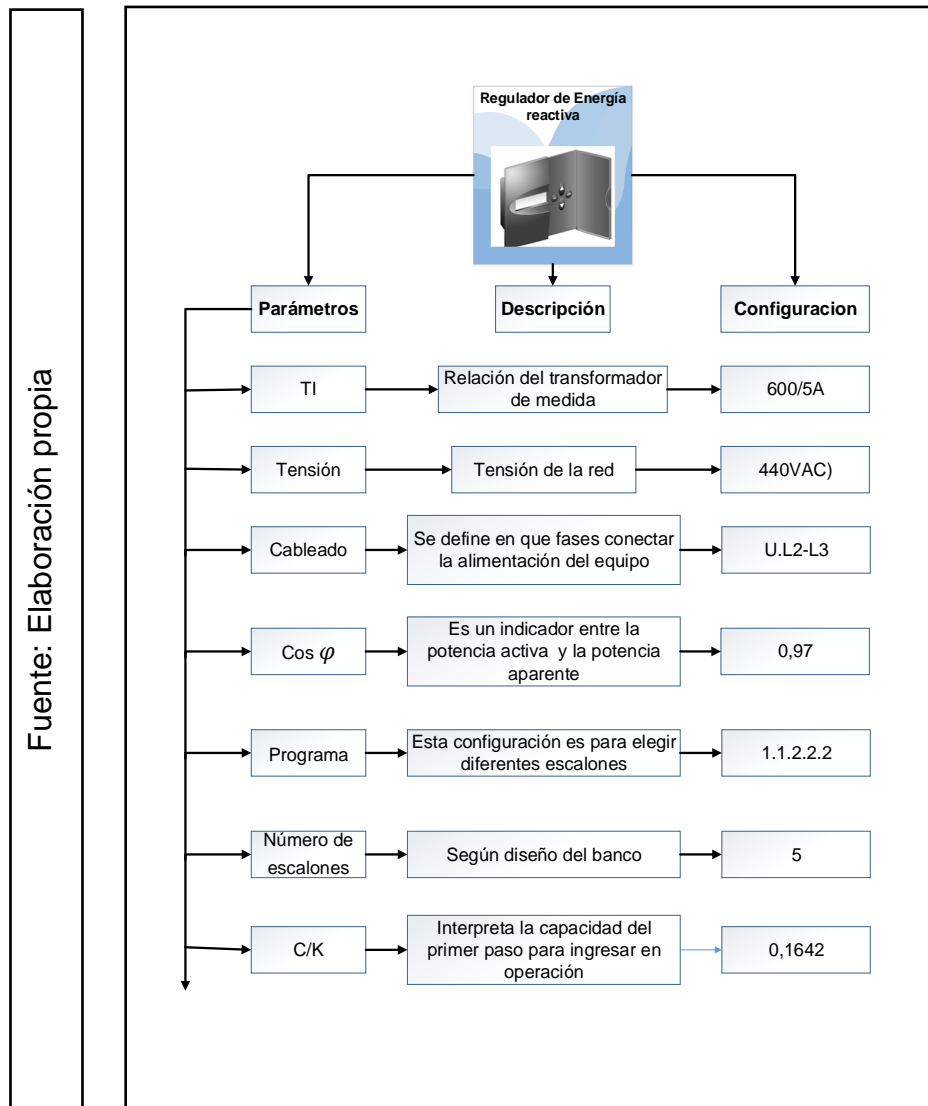 Fuente: Elaboración propia
Regulador de Energía
reactiva
Parámetros
Descripción
Configuracion
TI
Relación del transformador
de medida
600/5A
Tensión
Tensión de la red
440VAC)
Cableado
Se define en que fases conectar
la alimentación del equipo
U.L2-L3
Cos φ
Es un indicador entre la
potencia activa y la potencia
aparente
0,97
Programa
Esta configuración es para elegir
diferentes escalones
1.1.2.2.2
Número de
escalones
Según diseño del banco
5
C/K
Interpreta la capacidad del
primer paso para ingresar en
operación
0,1642